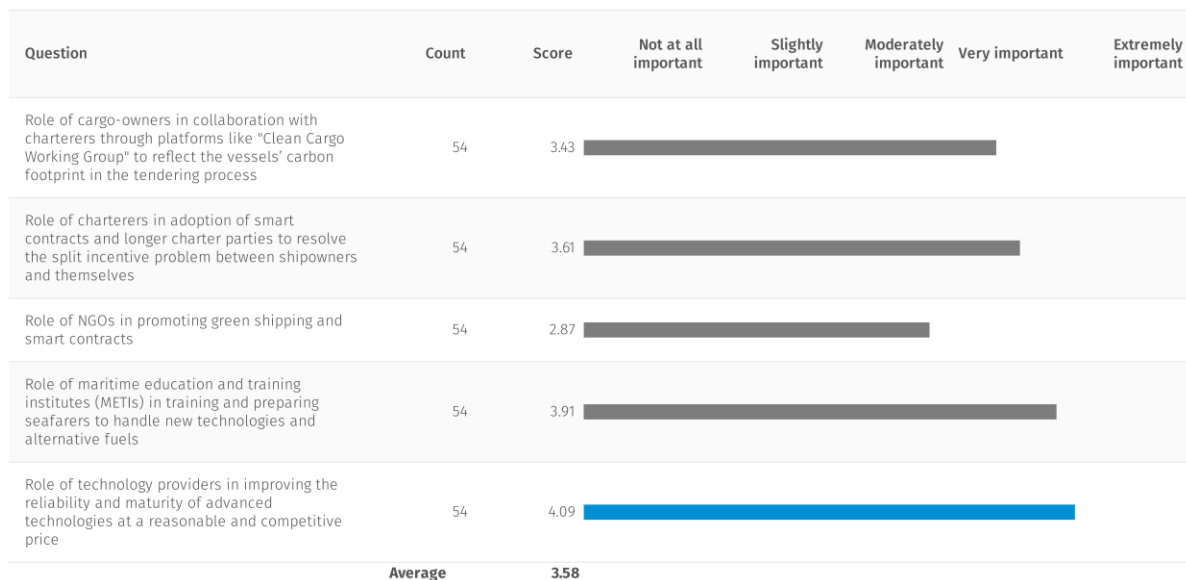 Question Count Score Not at all important Slightly important Moderately important Very important Extremely important
Role of cargo-owners in collaboration with
charterers through platforms like "Clean Cargo
Working Group" to reflect the vessels’ carbon
footprint in the tendering process
54 3.43
Role of charterers in adoption of smart
contracts and longer charter parties to resolve
the split incentive problem between shipowners
and themselves
54 3.61
Role of NGOs in promoting green shipping and
smart contracts
54 2.87
Role of maritime education and training
institutes (METIs) in training and preparing
seafarers to handle new technologies and
alternative fuels
54 3.91
Role of technology providers in improving the
reliability and maturity of advanced
technologies at a reasonable and competitive
price
54 4.09
Average 3.58